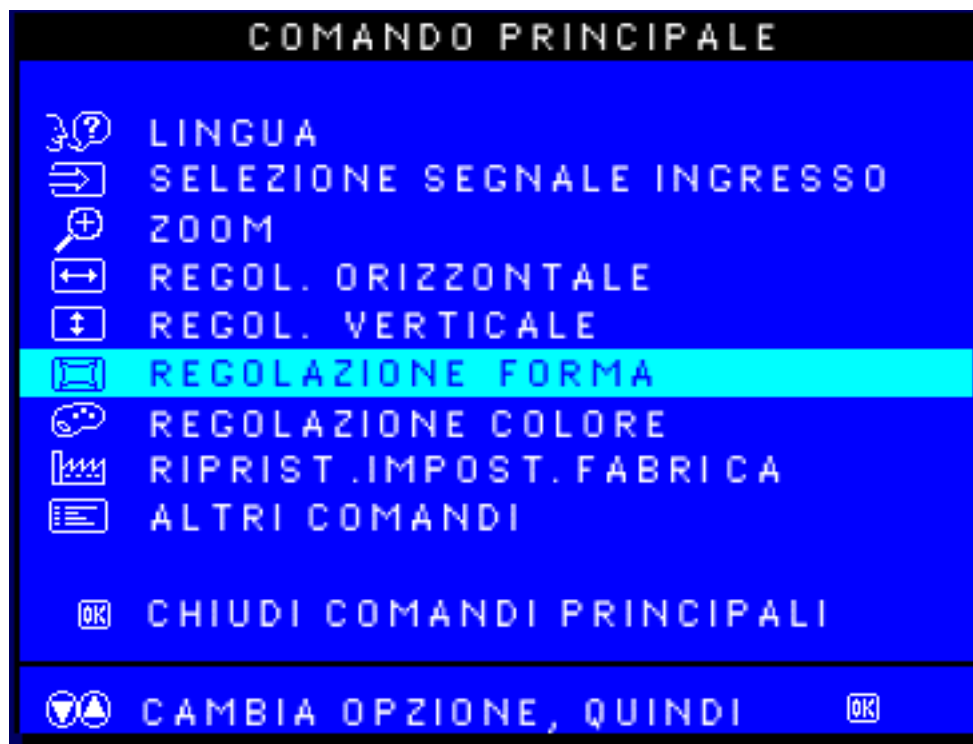 COMANDO PRINCIPALE
LINGUA
SELEZIONE SEGNALE INGRESSO
ZOOM
REGOL. ORIZZONTALE
REGOL. VERTICALE
REGOLAZIONE FORMA
REGOLAZIONE COLORE
RIPRIST.IMPOST.FABRICA
ALTRI COMANDI
OK CHIUDI COMANDI PRINCIPALI
CAMBIA OPZIONE, QUINDI OK